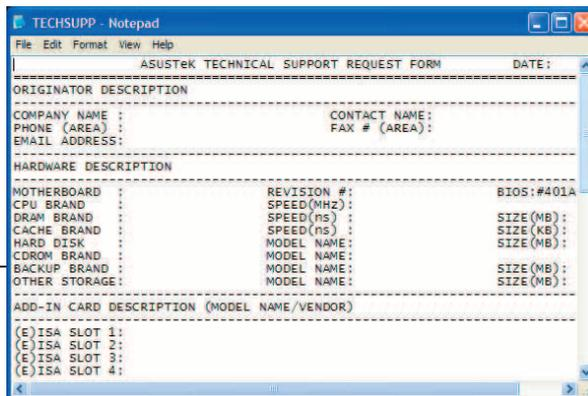 TECHSUPP - Notepad
File Edit Format View Help
ASUSTeK TECHNICAL SUPPORT REQUEST FORM DATE:
ORIGINATOR DESCRIPTION
COMPANY NAME : CONTACT NAME:
PHONE (AREA) : FAX # (AREA):
EMAIL ADDRESS:
HARDWARE DESCRIPTION
MOTHERBOARD : REVISION #: BIOS:#401A
CPU BRAND : SPEED(MHz):
DRAM BRAND : SPEED(ns) : SIZE(MB):
CACHE BRAND : SPEED(ns) : SIZE(KB):
HARD DISK : MODEL NAME: SIZE(MB):
CDROM BRAND : MODEL NAME:
BACKUP BRAND : MODEL NAME: SIZE(MB):
OTHER STORAGE: MODEL NAME: SIZE(MB):
ADD-IN CARD DESCRIPTION (MODEL NAME/VENDOR)
(E)ISA SLOT 1:
(E)ISA SLOT 2:
(E)ISA SLOT 3:
(E)ISA SLOT 4: